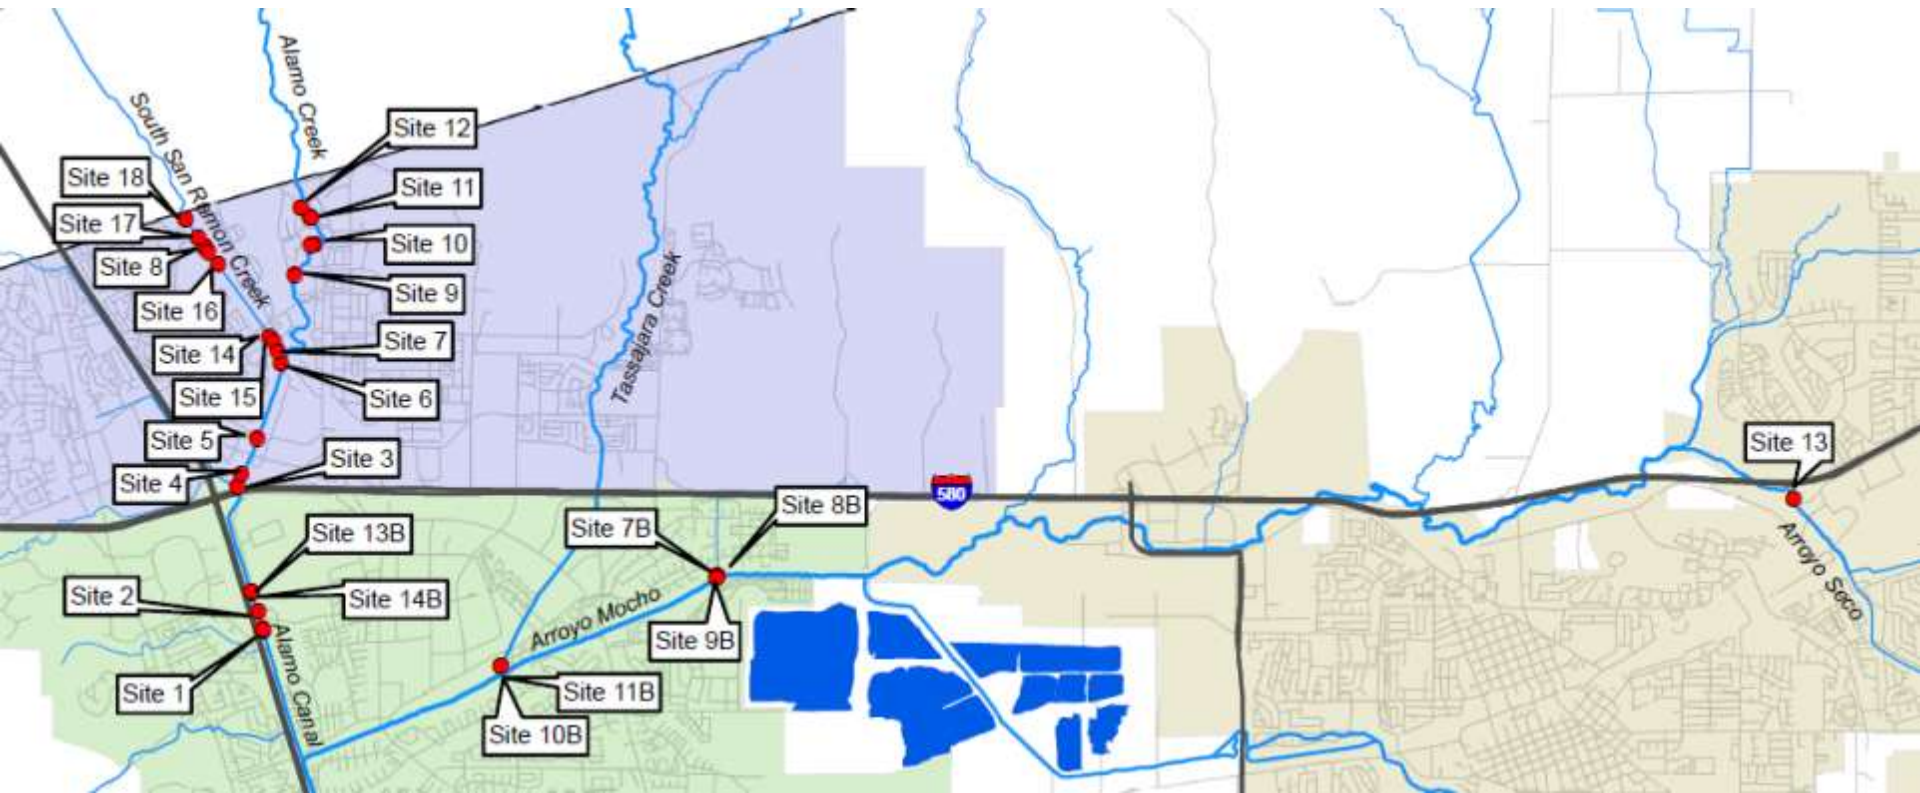 Alamo Creek
South San Ramon Creek
Site 12
Site 18
Site 11
Site 17
Site 10
Site 8
Site 9
Site 16
Tassajara Creek
Site 7
Site 14
Site 15
Site 6
Site 5
Site 3
Site 13
Site 4
580
Site 8B
Site 7B
Site 13B
Arroyo Seco
Site 2
Site 14B
Arroyo Mocho
Site 9B
Site 1
Alamo Canal
Site 11B
Site 10B